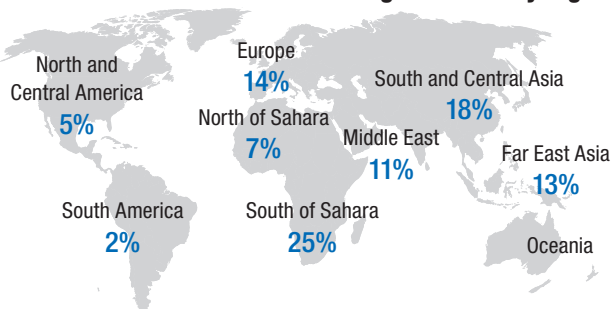 Europe
14%
North and
Central America
5%
South and Central Asia
18%
North of Sahara
7%
Middle East
11%
Far East Asia
13%
South America
2%
South of Sahara
25%
Oceania